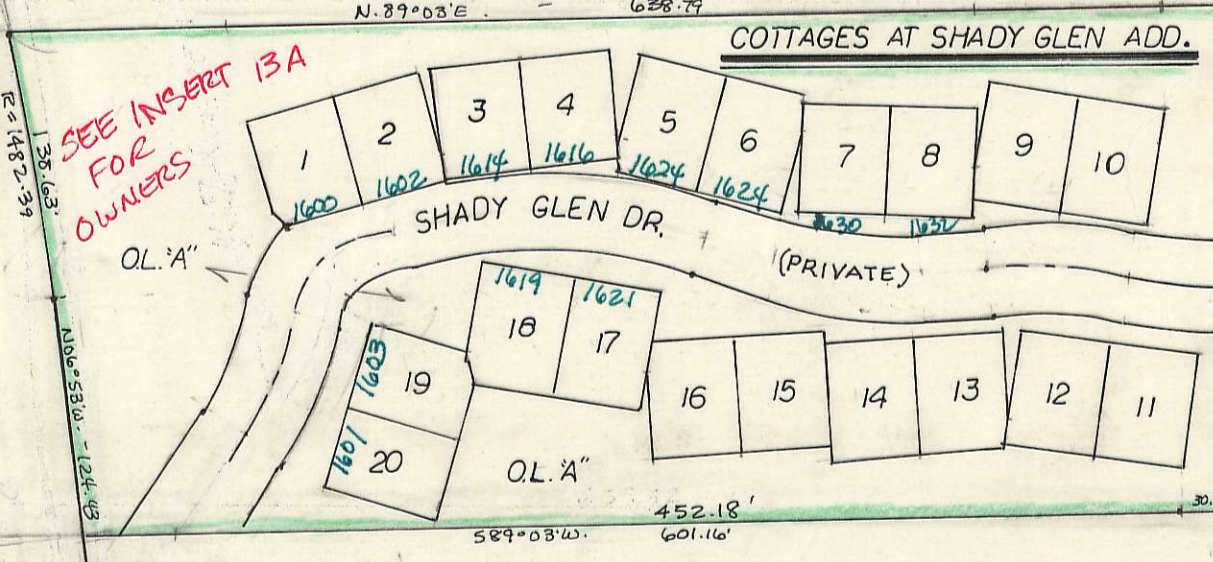 N. 89°03'E. - 638.79
COTTAGES AT SHADY GLEN ADD.
SEE INSERT 13A
FOR
OWNERS
R=1482.39
138.63'
1
2
3
4
5
6
7
8
9
10
1600
1602
1614
1616
1624
1624
1630
1632
SHADY GLEN DR.
(PRIVATE)
O.L. "A"
1619
1621
18
17
1603
19
1601
20
16
15
14
13
12
11
O.L. "A"
N06°53'W. 124.43
452.18'
30.
S89°03'W. 601.16'